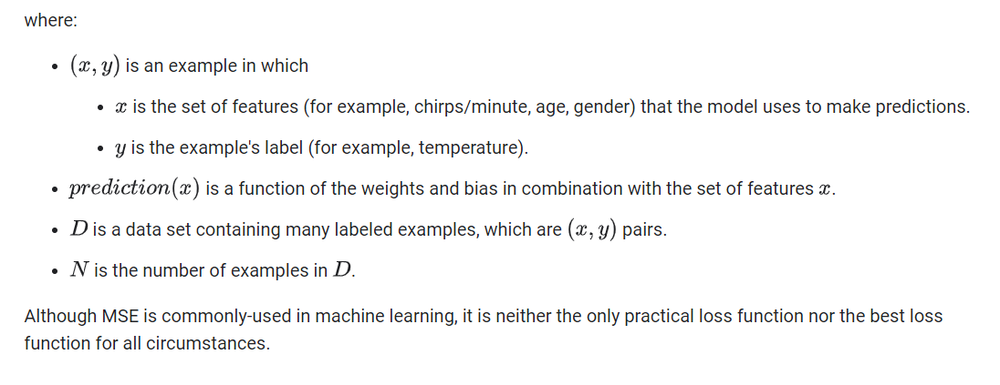 where:
• (x, y) is an example in which
• x is the set of features (for example, chirps/minute, age, gender) that the model uses to make predictions.
• y is the example's label (for example, temperature).
• prediction(x) is a function of the weights and bias in combination with the set of features x.
• D is a data set containing many labeled examples, which are (x, y) pairs.
• N is the number of examples in D.
Although MSE is commonly-used in machine learning, it is neither the only practical loss function nor the best loss
function for all circumstances.